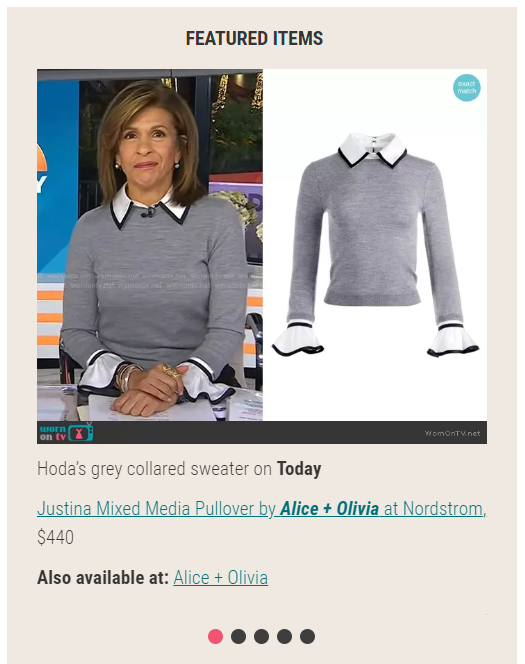 FEATURED ITEMS
exact
match
Y
worn
on tv
WornOnTV.net
Hoda's grey collared sweater on Today
Justina Mixed Media Pullover by Alice + Olivia at Nordstrom,
$440
Also available at: Alice + Olivia